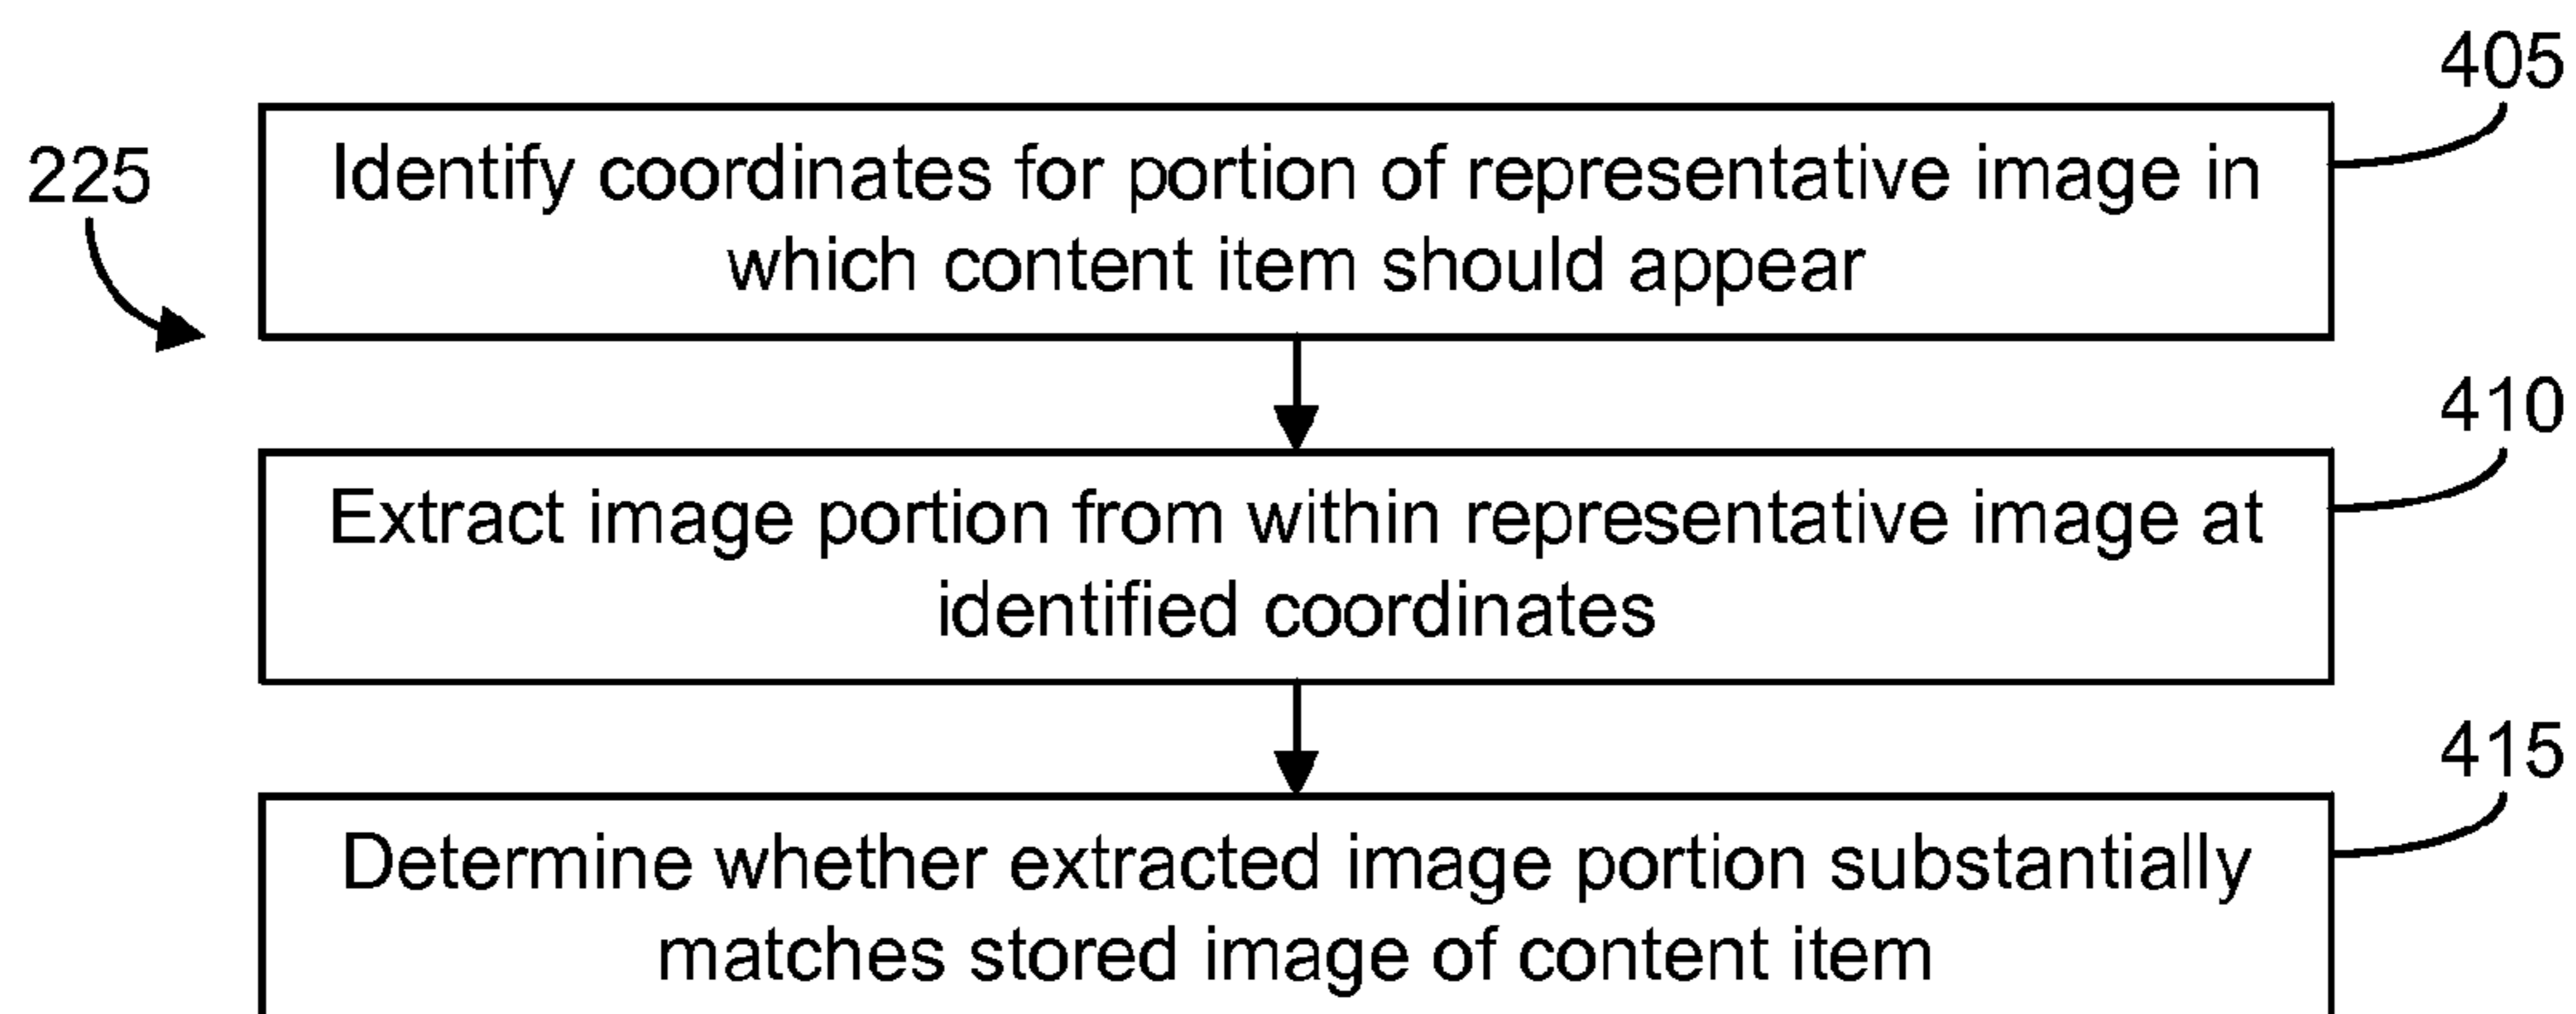 405
225
Identify coordinates for portion of representative image in
which content item should appear
410
Extract image portion from within representative image at
identified coordinates
415
Determine whether extracted image portion substantially
matches stored image of content item